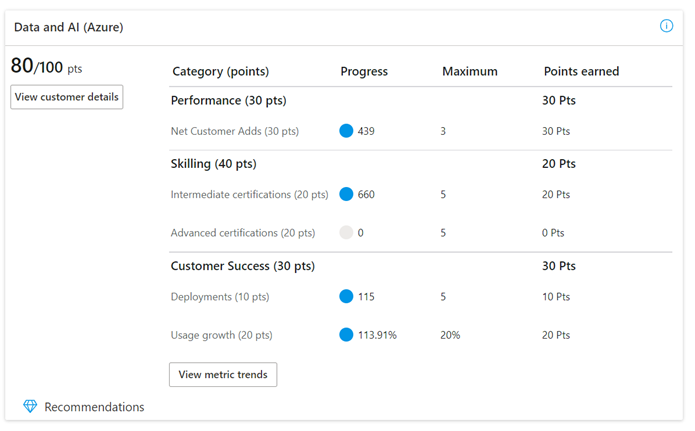 Data and AI (Azure)
80/100 pts
View customer details
Category (points) Progress Maximum Points earned
Performance (30 pts) 30 Pts
Net Customer Adds (30 pts) 439 3 30 Pts
Skilling (40 pts) 20 Pts
Intermediate certifications (20 pts) 660 5 20 Pts
Advanced certifications (20 pts) 0 5 0 Pts
Customer Success (30 pts) 30 Pts
Deployments (10 pts) 115 5 10 Pts
Usage growth (20 pts) 113.91% 20% 20 Pts
View metric trends
Recommendations